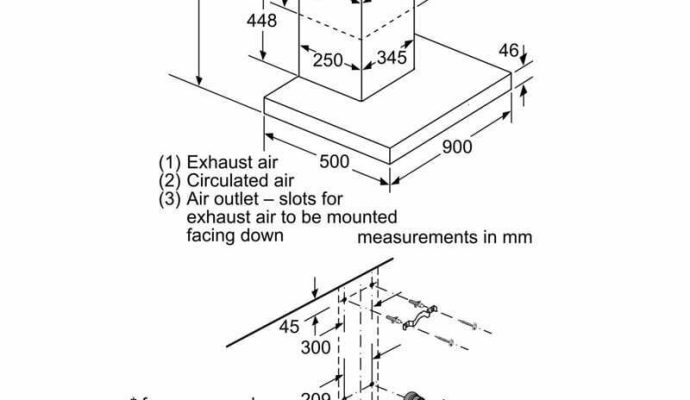 448
250
345
46
500
900
(1) Exhaust air
(2) Circulated air
(3) Air outlet – slots for
exhaust air to be mounted
facing down
measurements in mm
45
300
209